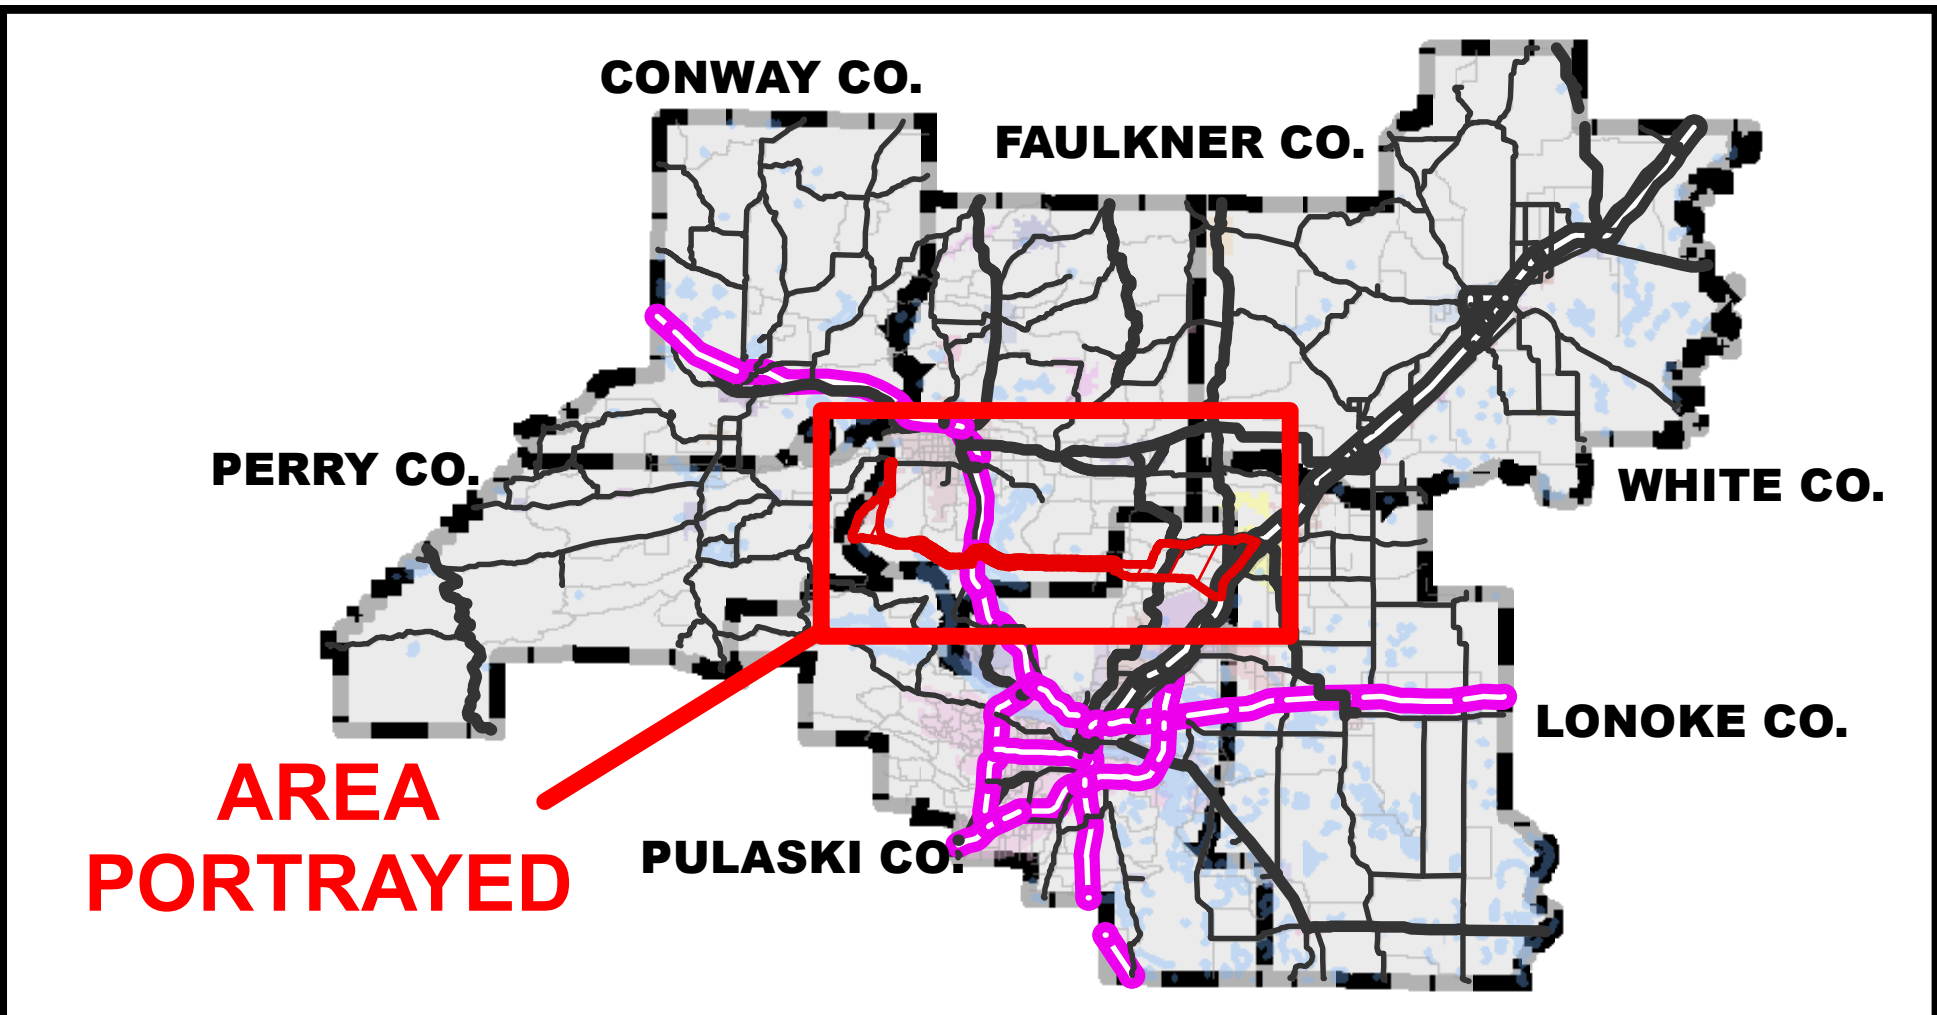 CONWAY CO.
FAULKNER CO.
PERRY CO.
WHITE CO.
LONOKE CO.
AREA
PORTRAYED
PULASKI CO.